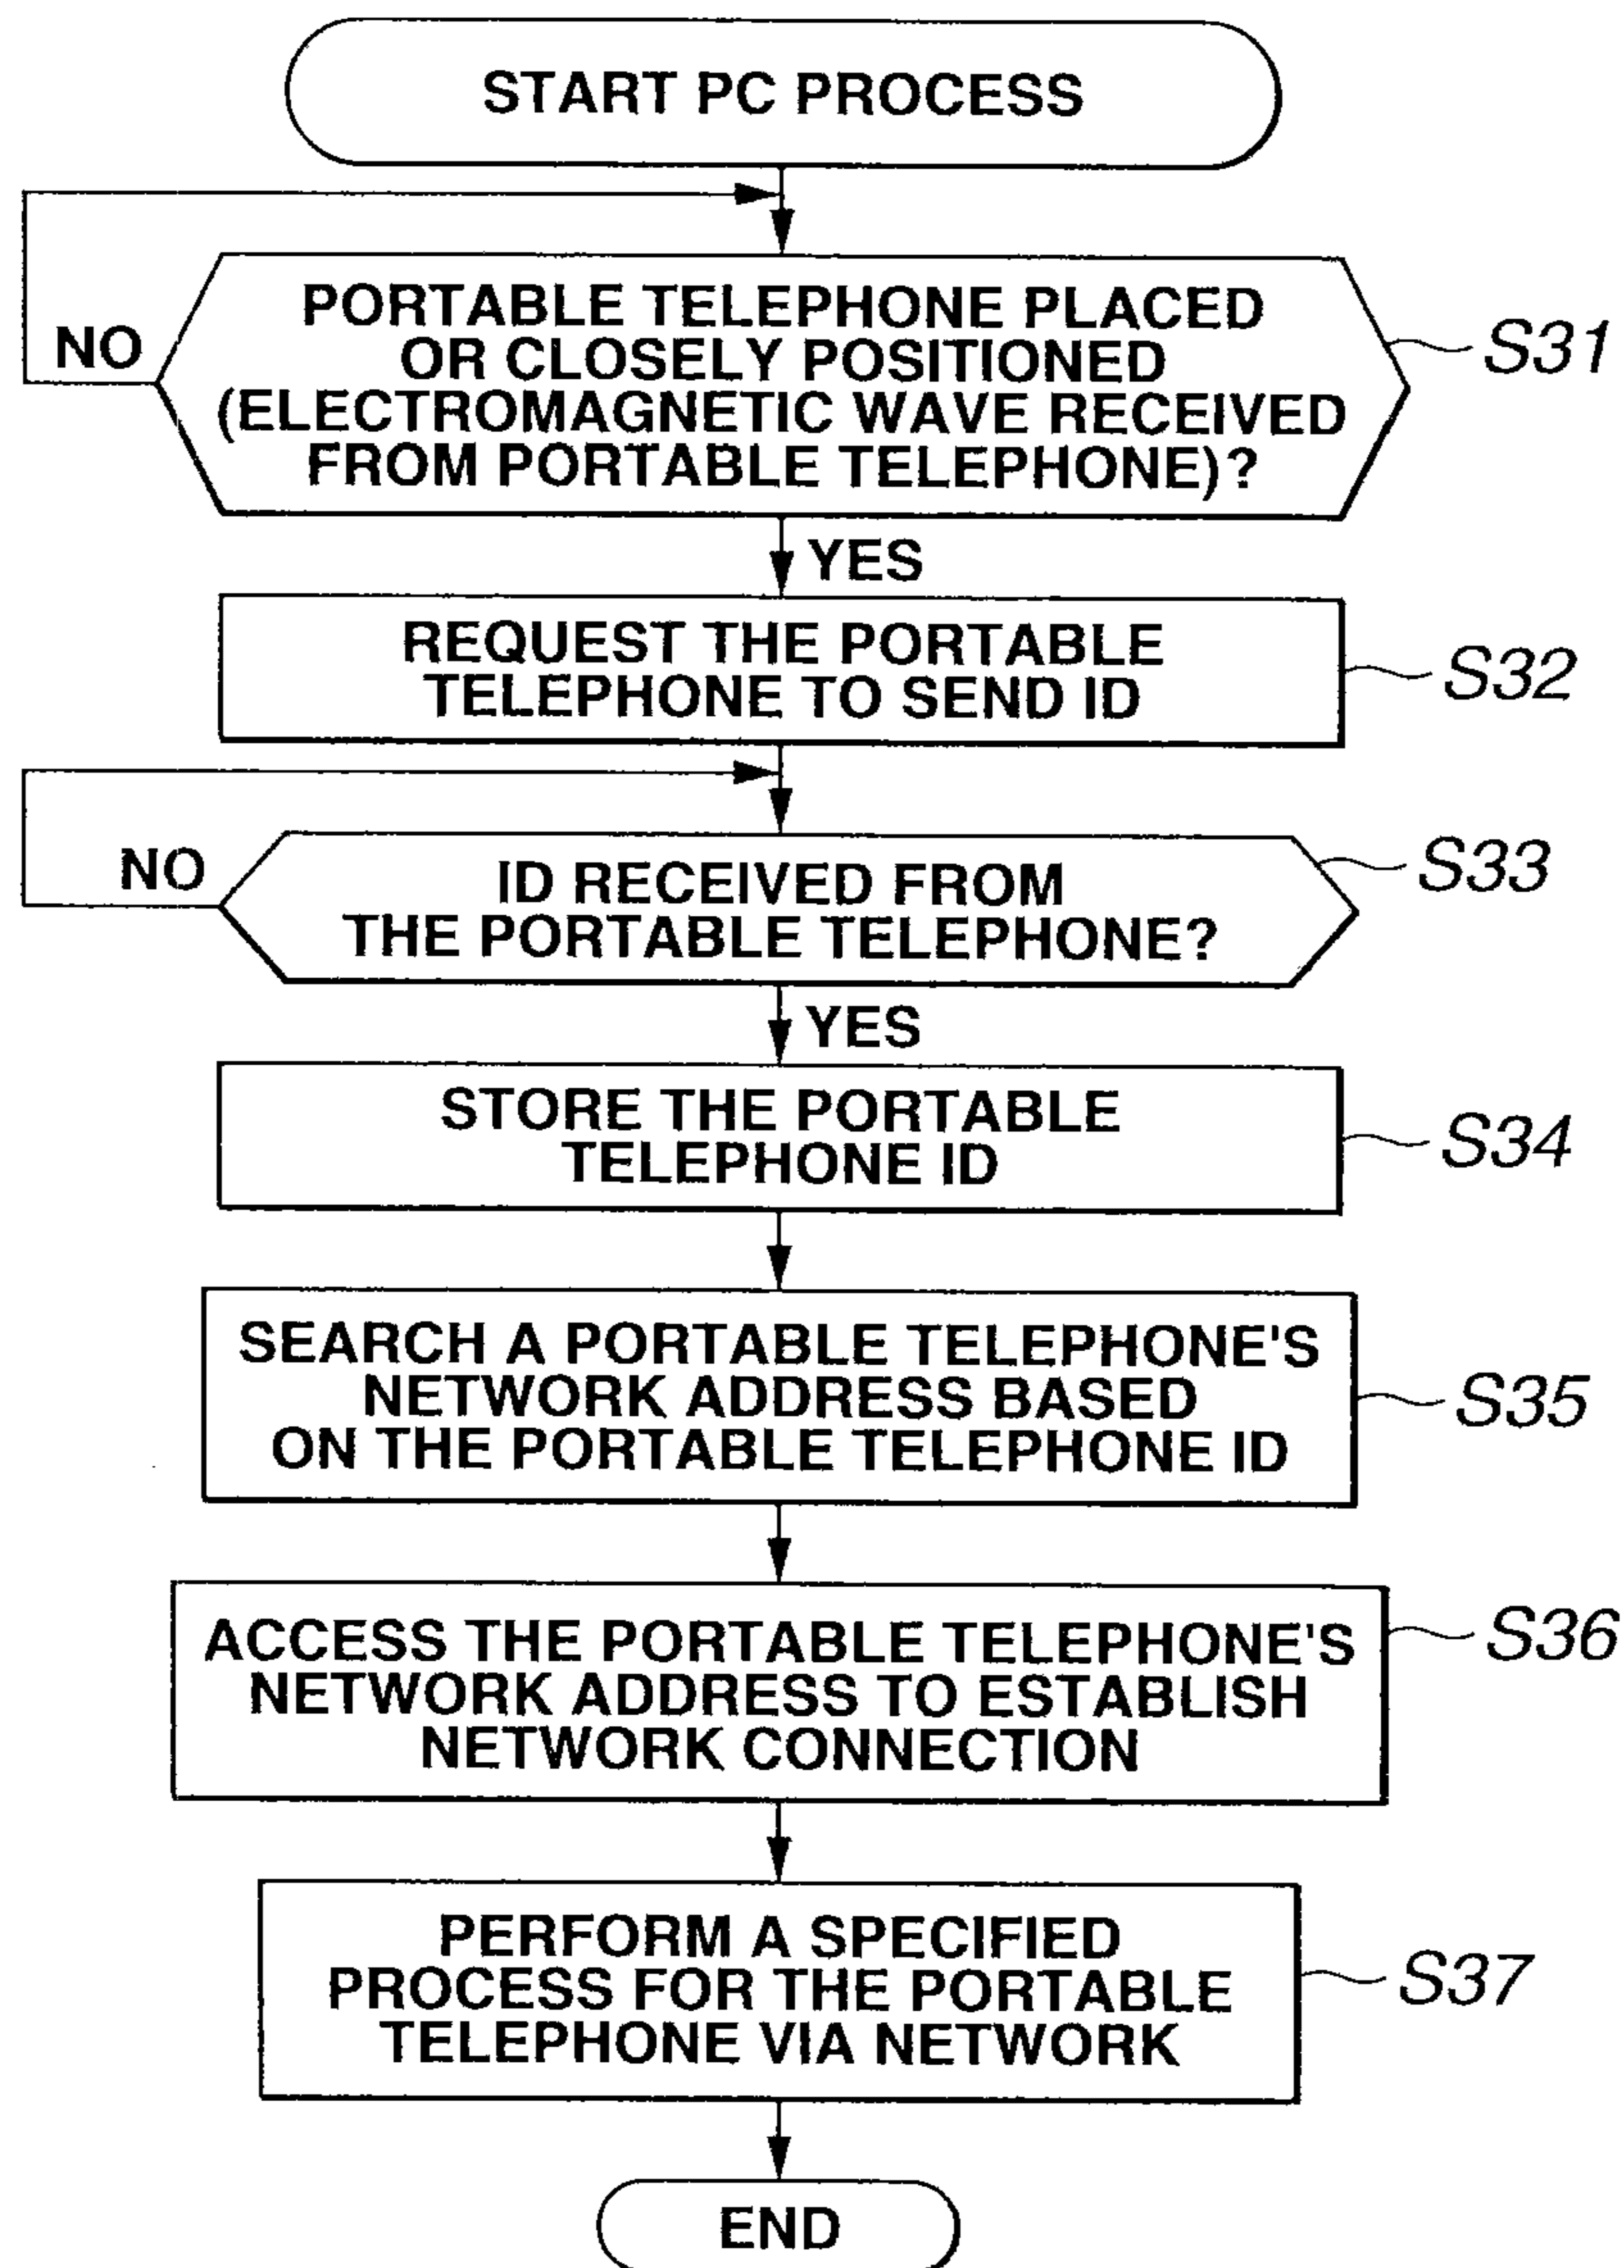 START PC PROCESS
NO
PORTABLE TELEPHONE PLACED
OR CLOSELY POSITIONED
(ELECTROMAGNETIC WAVE RECEIVED
FROM PORTABLE TELEPHONE)?
S31
YES
REQUEST THE PORTABLE
TELEPHONE TO SEND ID
S32
NO
ID RECEIVED FROM
THE PORTABLE TELEPHONE?
S33
YES
STORE THE PORTABLE
TELEPHONE ID
S34
SEARCH A PORTABLE TELEPHONE'S
NETWORK ADDRESS BASED
ON THE PORTABLE TELEPHONE ID
S35
ACCESS THE PORTABLE TELEPHONE'S
NETWORK ADDRESS TO ESTABLISH
NETWORK CONNECTION
S36
PERFORM A SPECIFIED
PROCESS FOR THE PORTABLE
TELEPHONE VIA NETWORK
S37
END